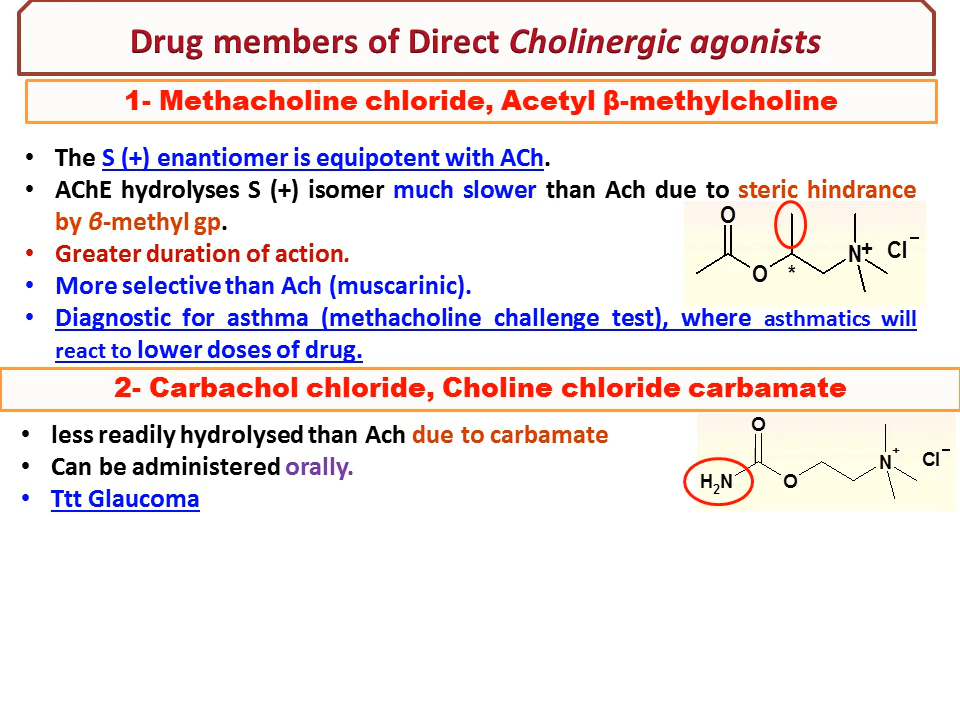 Drug members of Direct Cholinergic agonists
1- Methacholine chloride, Acetyl β-methylcholine
• The S (+) enantiomer is equipotent with ACh.
• AChE hydrolyses S (+) isomer much slower than Ach due to steric hindrance
by β-methyl gp.
• Greater duration of action.
• More selective than Ach (muscarinic).
• Diagnostic for asthma (methacholine challenge test), where asthmatics will
react to lower doses of drug.
O
O * N+ Cl−
2- Carbachol chloride, Choline chloride carbamate
• less readily hydrolysed than Ach due to carbamate
• Can be administered orally.
• Ttt Glaucoma
O
H2N O N+ Cl−